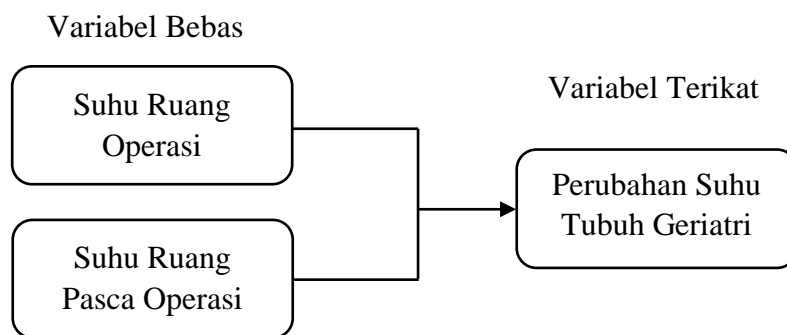 Variabel Bebas
Suhu Ruang
Operasi
Suhu Ruang
Pasca Operasi
Variabel Terikat
Perubahan Suhu
Tubuh Geriatri